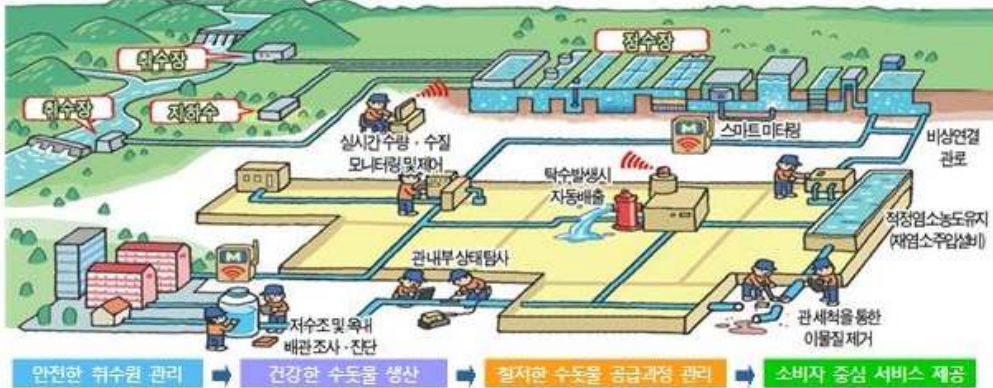 정수장
취수장
취수장
지하수
실시간 수량 · 수질
모니터링 및 제어
M
스마트 미터링
비상연결
관로
탁수발생시
자동배출
적정염소농도유지
(재염소주입설비)
M
관내부상태탐사
저수조 및 옥내
배관 조사 · 진단
관 세척을 통한
이물질 제거
안전한 취수원 관리
건강한 수돗물 생산
철저한 수돗물 공급과정 관리
소비자 중심 서비스 제공